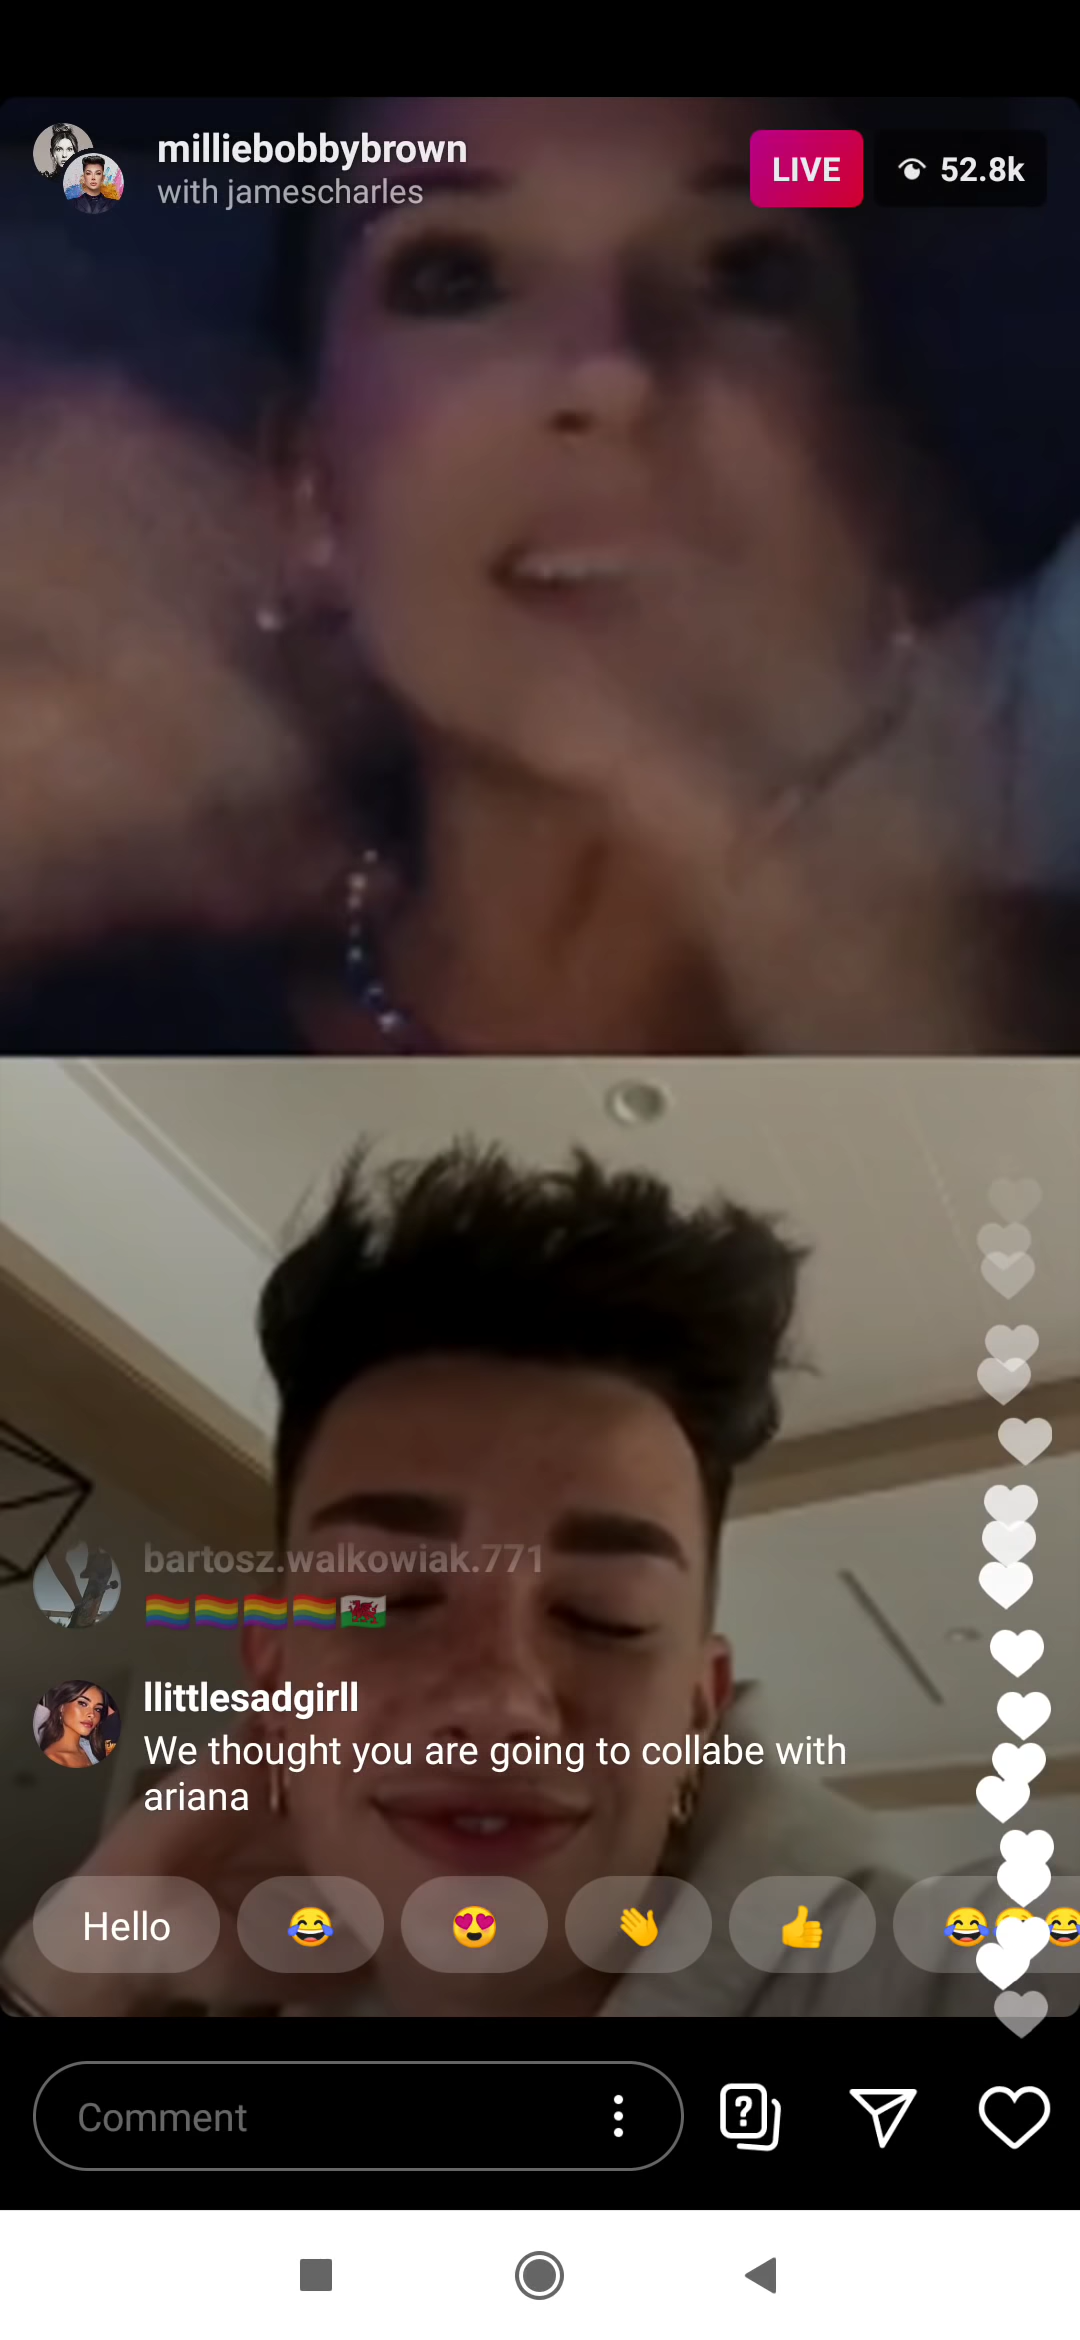 milliebobbybrown
with jamescharles
LIVE
52.8k
bartosz.walkowiak.771
🏳️‍🌈🏳️‍🌈🏳️‍🌈🏳️‍🌈🏴󠁧󠁢󠁷󠁬󠁳󠁿
llittlesadgirll
We thought you are going to collabe with
ariana
Hello 😂 😍 👋 👍 😂😂😂
Comment
?